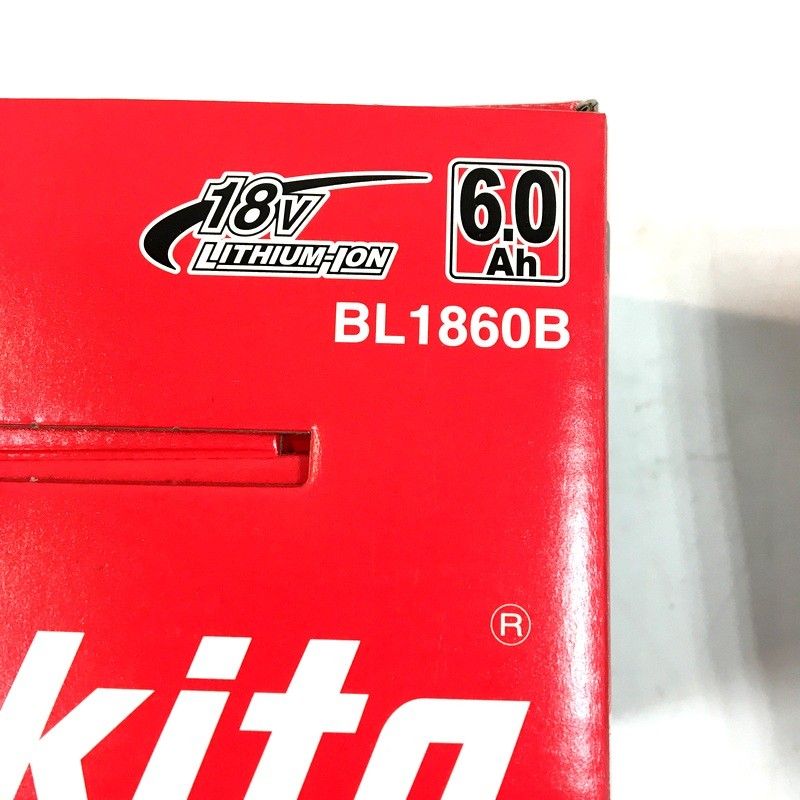 18V
LITHIUM-ION
6.0
Ah
BL1860B
®
kita